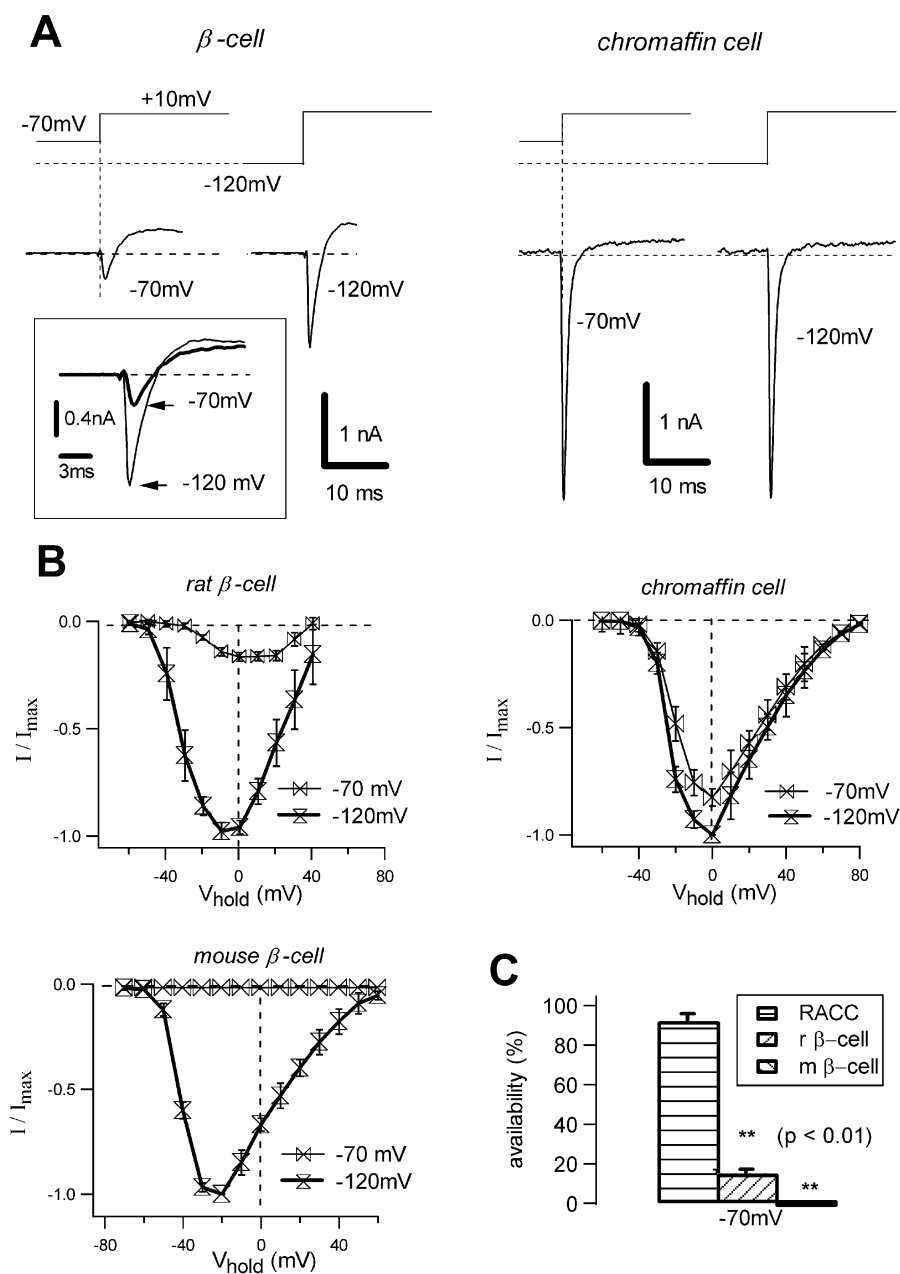 A
β-cell
chromaffin cell
+10mV
-70mV
-120mV
-70mV
-120mV
-70mV
-120mV
-70mV
0.4nA
3ms
-120 mV
1 nA
10 ms
1 nA
10 ms
B
rat β-cell
chromaffin cell
0.0
-0.5
-1.0
I / Imax
-70 mV
-120mV
-40 0 40 80
Vhold (mV)
0.0
-0.5
-1.0
I / Imax
-70mV
-120mV
-40 0 40 80
Vhold (mV)
mouse β-cell
0.0
-0.5
-1.0
I / Imax
-70 mV
-120mV
-80 -40 0 40
Vhold (mV)
C
100
80
60
40
20
0
availability (%)
RACC
r β−cell
m β−cell
** (p < 0.01)
**
-70mV